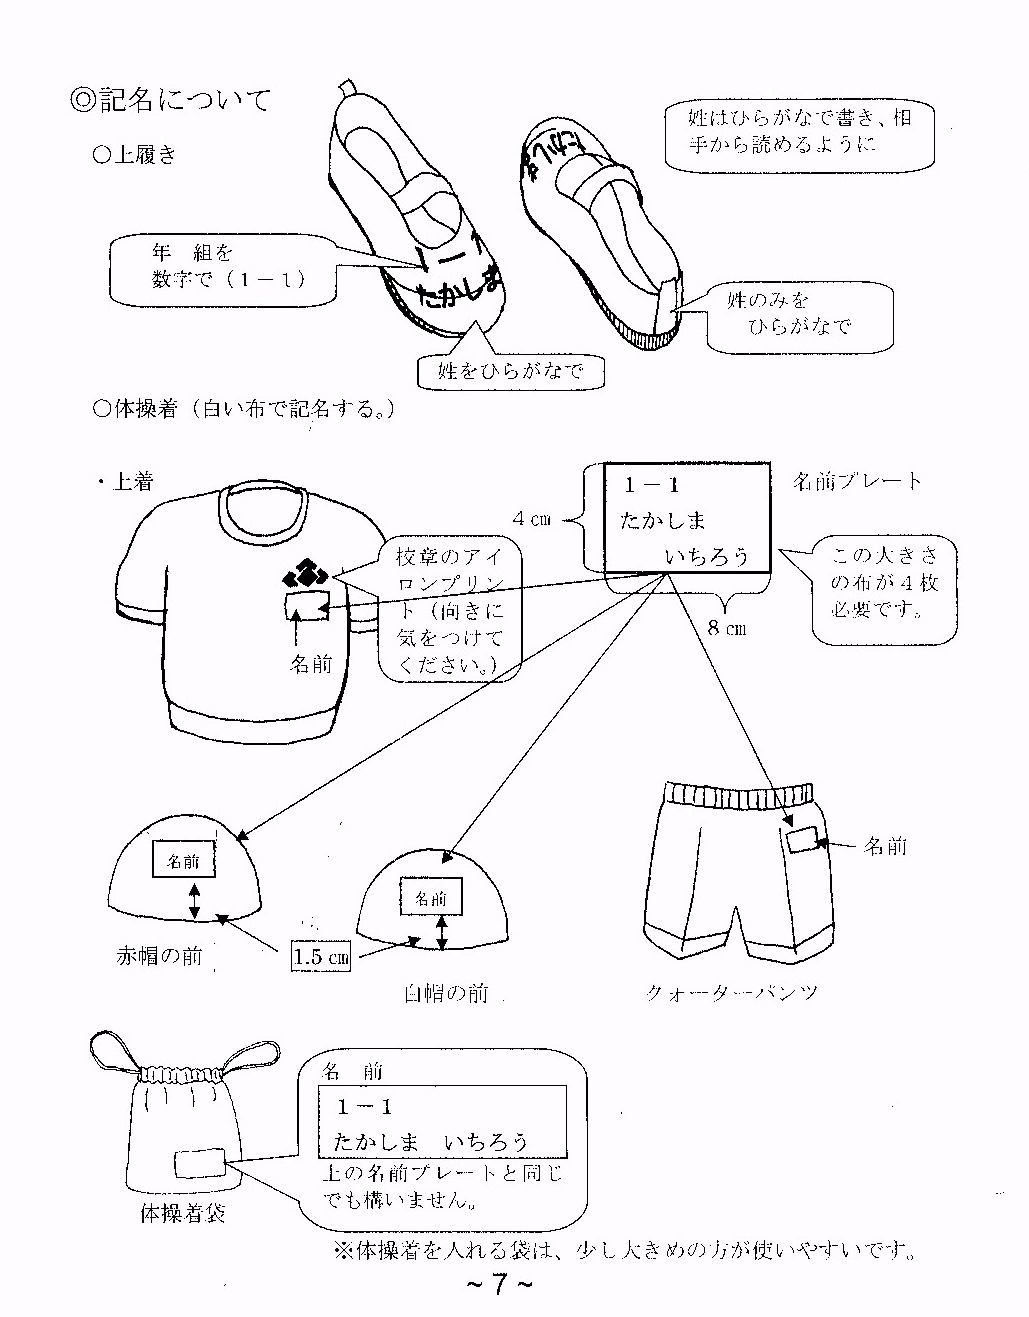 ◎記名について
○上履き
姓はひらがなで書き、相
手から読めるように
たかしま
年　組を
数字で（１－１）
１－１
たかしま
姓のみを
ひらがなで
姓をひらがなで
○体操着（白い布で記名する。）
・上着
１－１
たかしま
いちろう
名前プレート
４㎝
８㎝
この大きさ
の布が４枚
必要です。
校章のアイ
ロンプリン
ト（向きに
気をつけて
ください。）
名前
名前
名前
名前
1.5㎝
赤帽の前
白帽の前
クォーターパンツ
名　前
１－１
たかしま　いちろう
上の名前プレートと同じ
でも構いません。
体操着袋
※体操着を入れる袋は、少し大きめの方が使いやすいです。
～７～